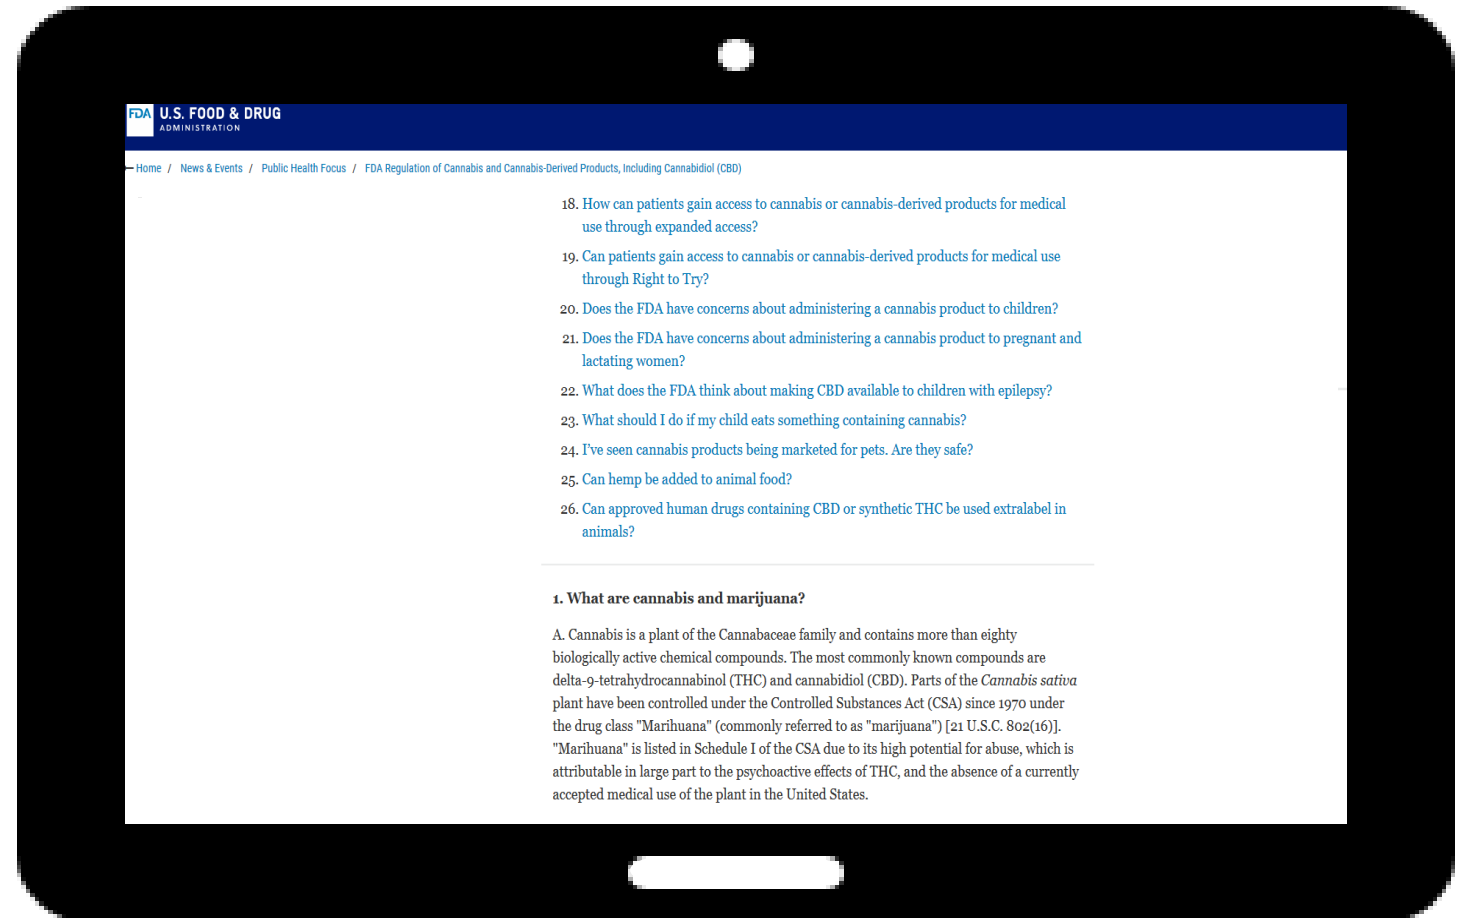 FDA U.S. FOOD & DRUG
ADMINISTRATION
Home / News & Events / Public Health Focus / FDA Regulation of Cannabis and Cannabis-Derived Products, Including Cannabidiol (CBD)
18. How can patients gain access to cannabis or cannabis-derived products for medical
use through expanded access?
19. Can patients gain access to cannabis or cannabis-derived products for medical use
through Right to Try?
20. Does the FDA have concerns about administering a cannabis product to children?
21. Does the FDA have concerns about administering a cannabis product to pregnant and
lactating women?
22. What does the FDA think about making CBD available to children with epilepsy?
23. What should I do if my child eats something containing cannabis?
24. I've seen cannabis products being marketed for pets. Are they safe?
25. Can hemp be added to animal food?
26. Can approved human drugs containing CBD or synthetic THC be used extralabel in
animals?
1. What are cannabis and marijuana?
A. Cannabis is a plant of the Cannabaceae family and contains more than eighty
biologically active chemical compounds. The most commonly known compounds are
delta-9-tetrahydrocannabinol (THC) and cannabidiol (CBD). Parts of the Cannabis sativa
plant have been controlled under the Controlled Substances Act (CSA) since 1970 under
the drug class "Marihuana" (commonly referred to as "marijuana") [21 U.S.C. 802(16)].
"Marihuana" is listed in Schedule I of the CSA due to its high potential for abuse, which is
attributable in large part to the psychoactive effects of THC, and the absence of a currently
accepted medical use of the plant in the United States.